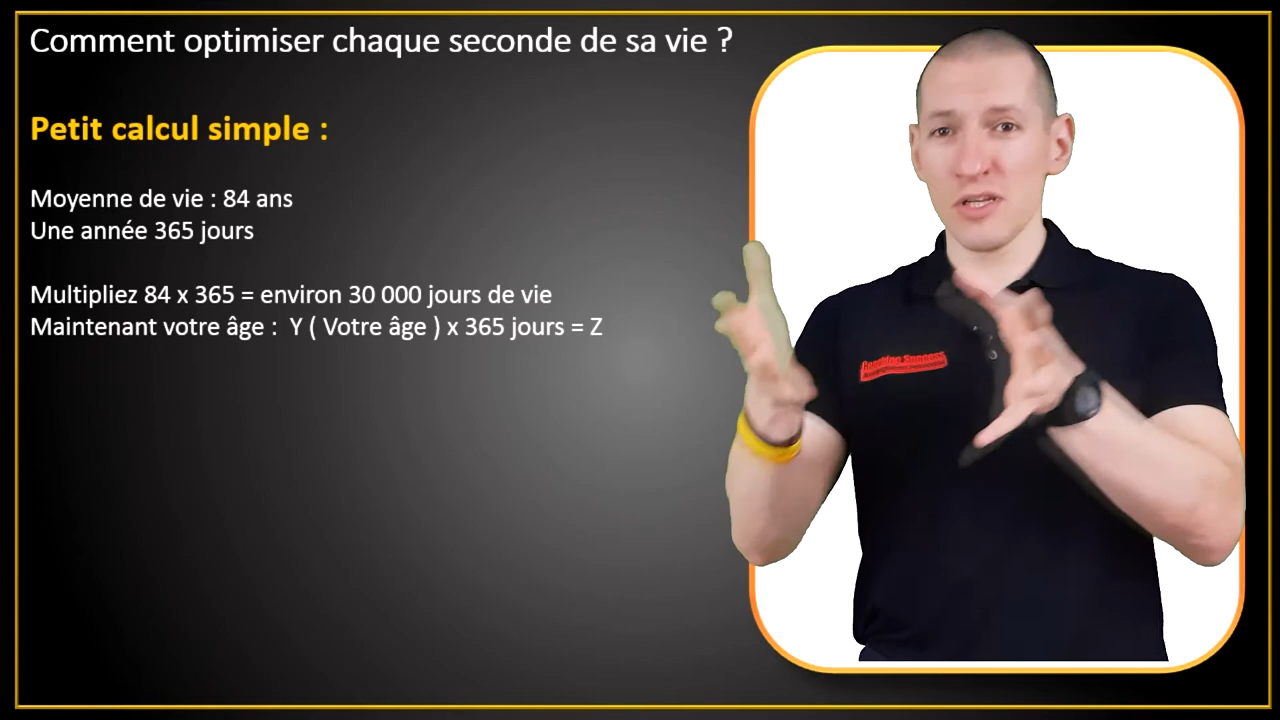 Comment optimiser chaque seconde de sa vie ?
Petit calcul simple :
Moyenne de vie : 84 ans
Une année 365 jours
Multipliez 84 x 365 = environ 30 000 jours de vie
Maintenant votre âge :  Y ( Votre âge ) x 365 jours = Z